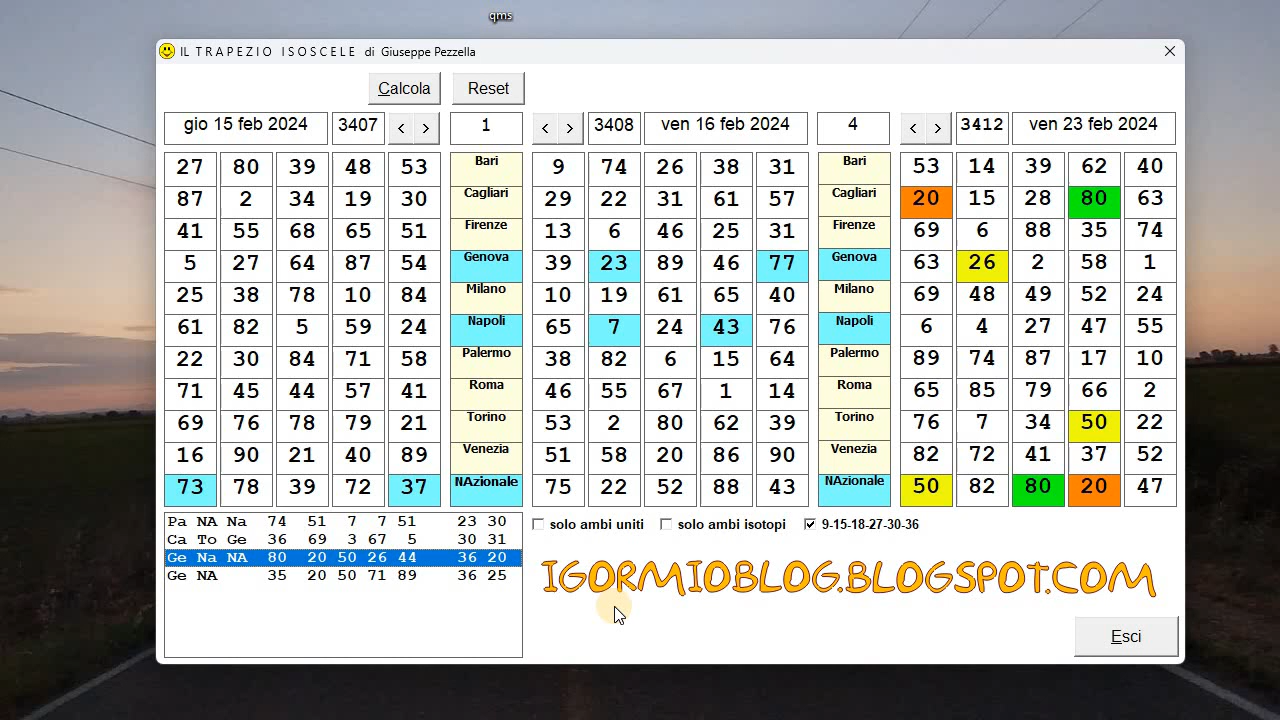 qms
IL TRAPEZIO ISOSCELE di Giuseppe Pezzella
Calcola Reset
gio 15 feb 2024 3407 < > 1 < > 3408 ven 16 feb 2024 4 < > 3412 ven 23 feb 2024
27 80 39 48 53 Bari 9 74 26 38 31 Bari 53 14 39 62 40
87 2 34 19 30 Cagliari 29 22 31 61 57 Cagliari 20 15 28 80 63
41 55 68 65 51 Firenze 13 6 46 25 31 Firenze 69 6 88 35 74
5 27 64 87 54 Genova 39 23 89 46 77 Genova 63 26 2 58 1
25 38 78 10 84 Milano 10 19 61 65 40 Milano 69 48 49 52 24
61 82 5 59 24 Napoli 65 7 24 43 76 Napoli 6 4 27 47 55
22 30 84 71 58 Palermo 38 82 6 15 64 Palermo 89 74 87 17 10
71 45 44 57 41 Roma 46 55 67 1 14 Roma 65 85 79 66 2
69 76 78 79 21 Torino 53 2 80 62 39 Torino 76 7 34 50 22
16 90 21 40 89 Venezia 51 58 20 86 90 Venezia 82 72 41 37 52
73 78 39 72 37 NAzionale 75 22 52 88 43 NAzionale 50 82 80 20 47
Pa NA Na 74 51 7 7 51 23 30
Ca To Ge 36 69 3 67 5 30 31
Ge Na NA 80 20 50 26 44 36 20
Ge NA 35 20 50 71 89 36 25
solo ambi uniti solo ambi isotopi 9-15-18-27-30-36
IGORMIOBLOG.BLOGSPOT.COM
Esci